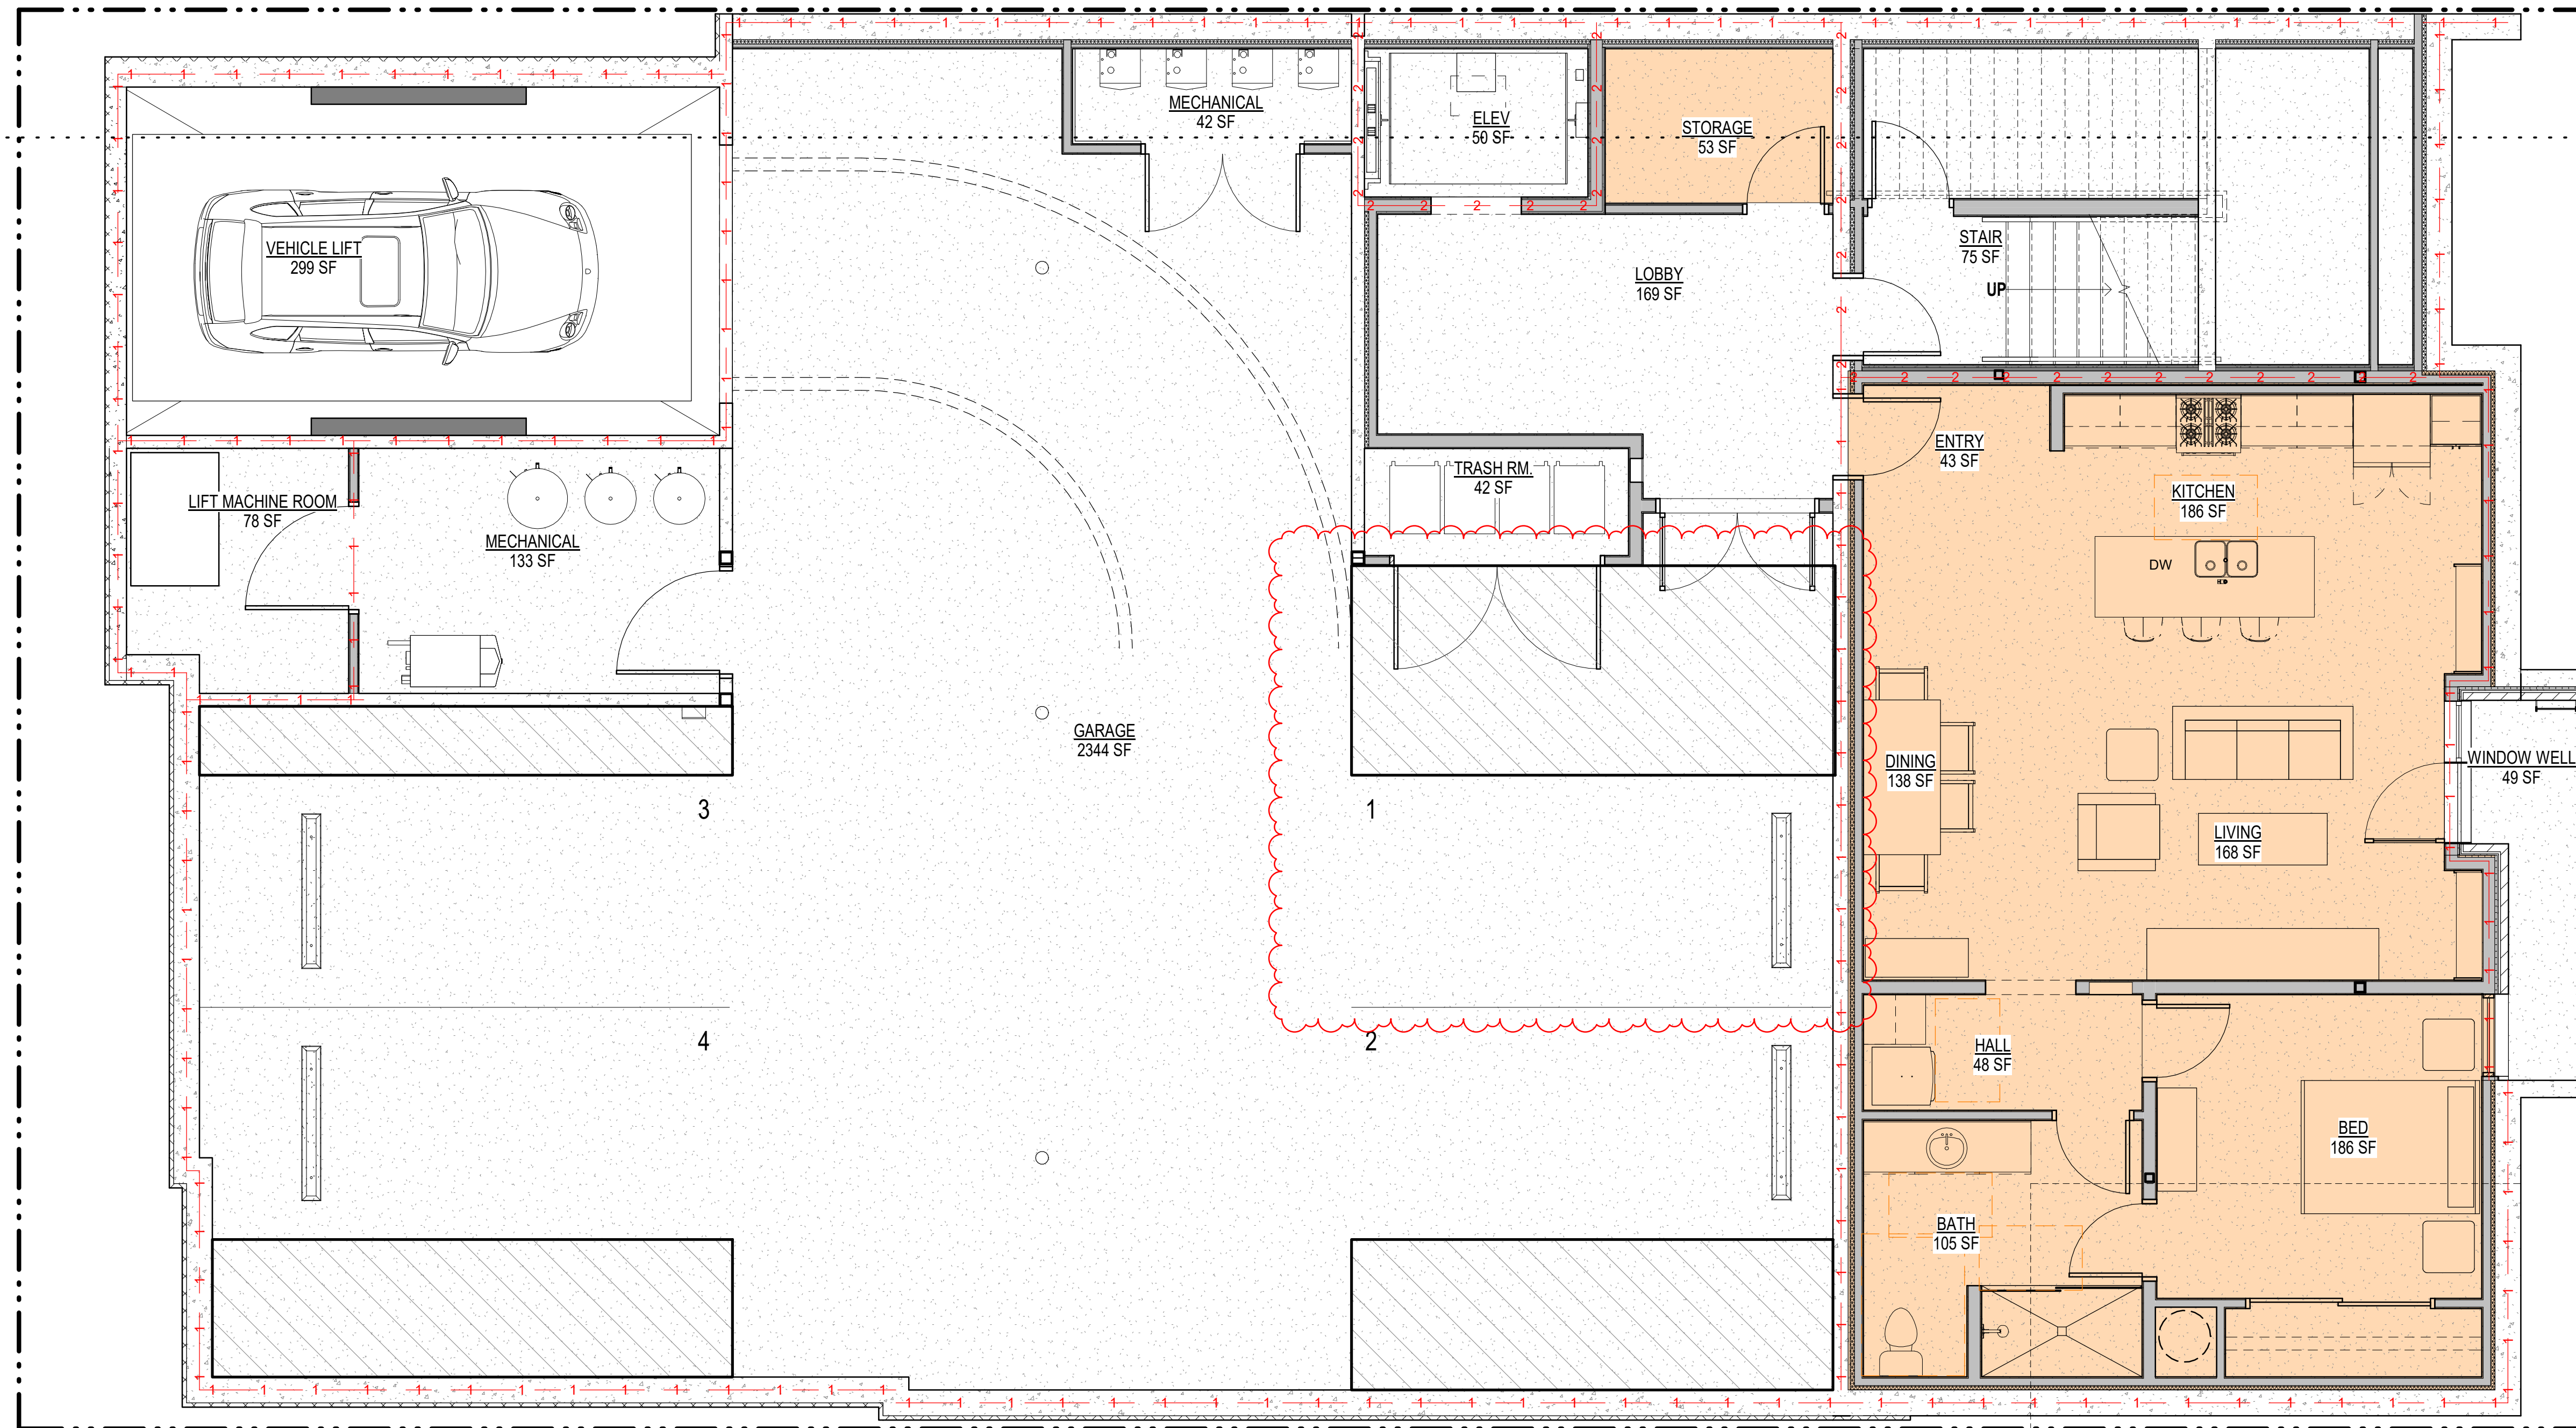 MECHANICAL
42 SF
ELEV
50 SF
STORAGE
53 SF
VEHICLE LIFT
299 SF
STAIR
75 SF
UP
LOBBY
169 SF
ENTRY
43 SF
TRASH RM.
42 SF
KITCHEN
186 SF
LIFT MACHINE ROOM
78 SF
MECHANICAL
133 SF
DW
GARAGE
2344 SF
DINING
138 SF
WINDOW WELL
49 SF
3
1
LIVING
168 SF
4
2
HALL
48 SF
BED
186 SF
BATH
105 SF